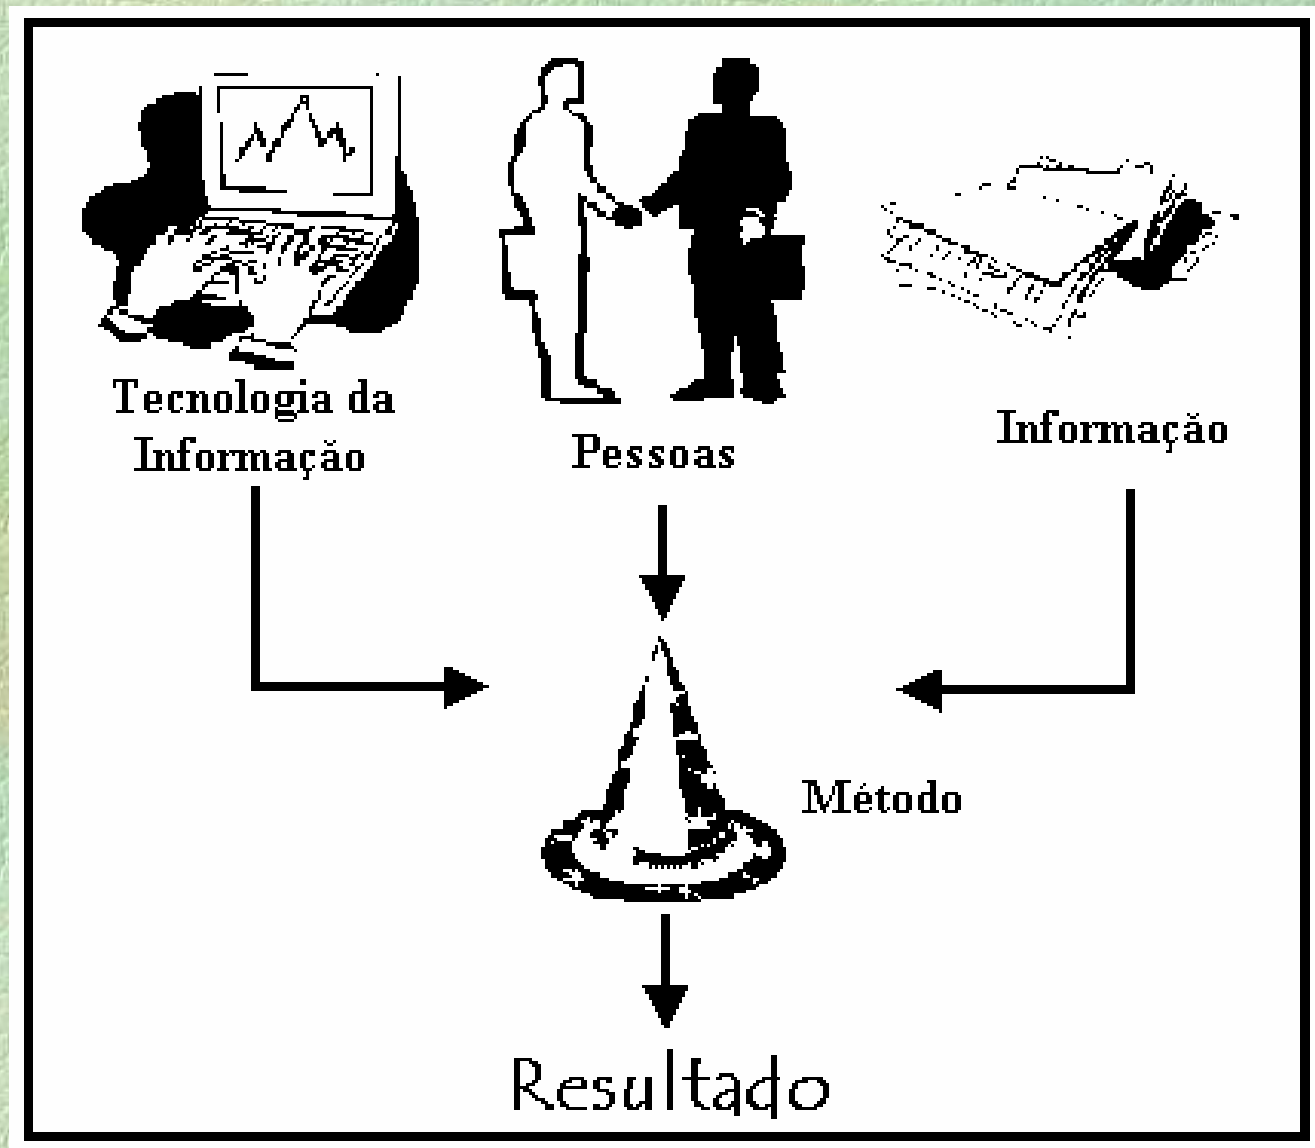 Tecnologia da
Informação
Pessoas
Informação
Método
Resultado